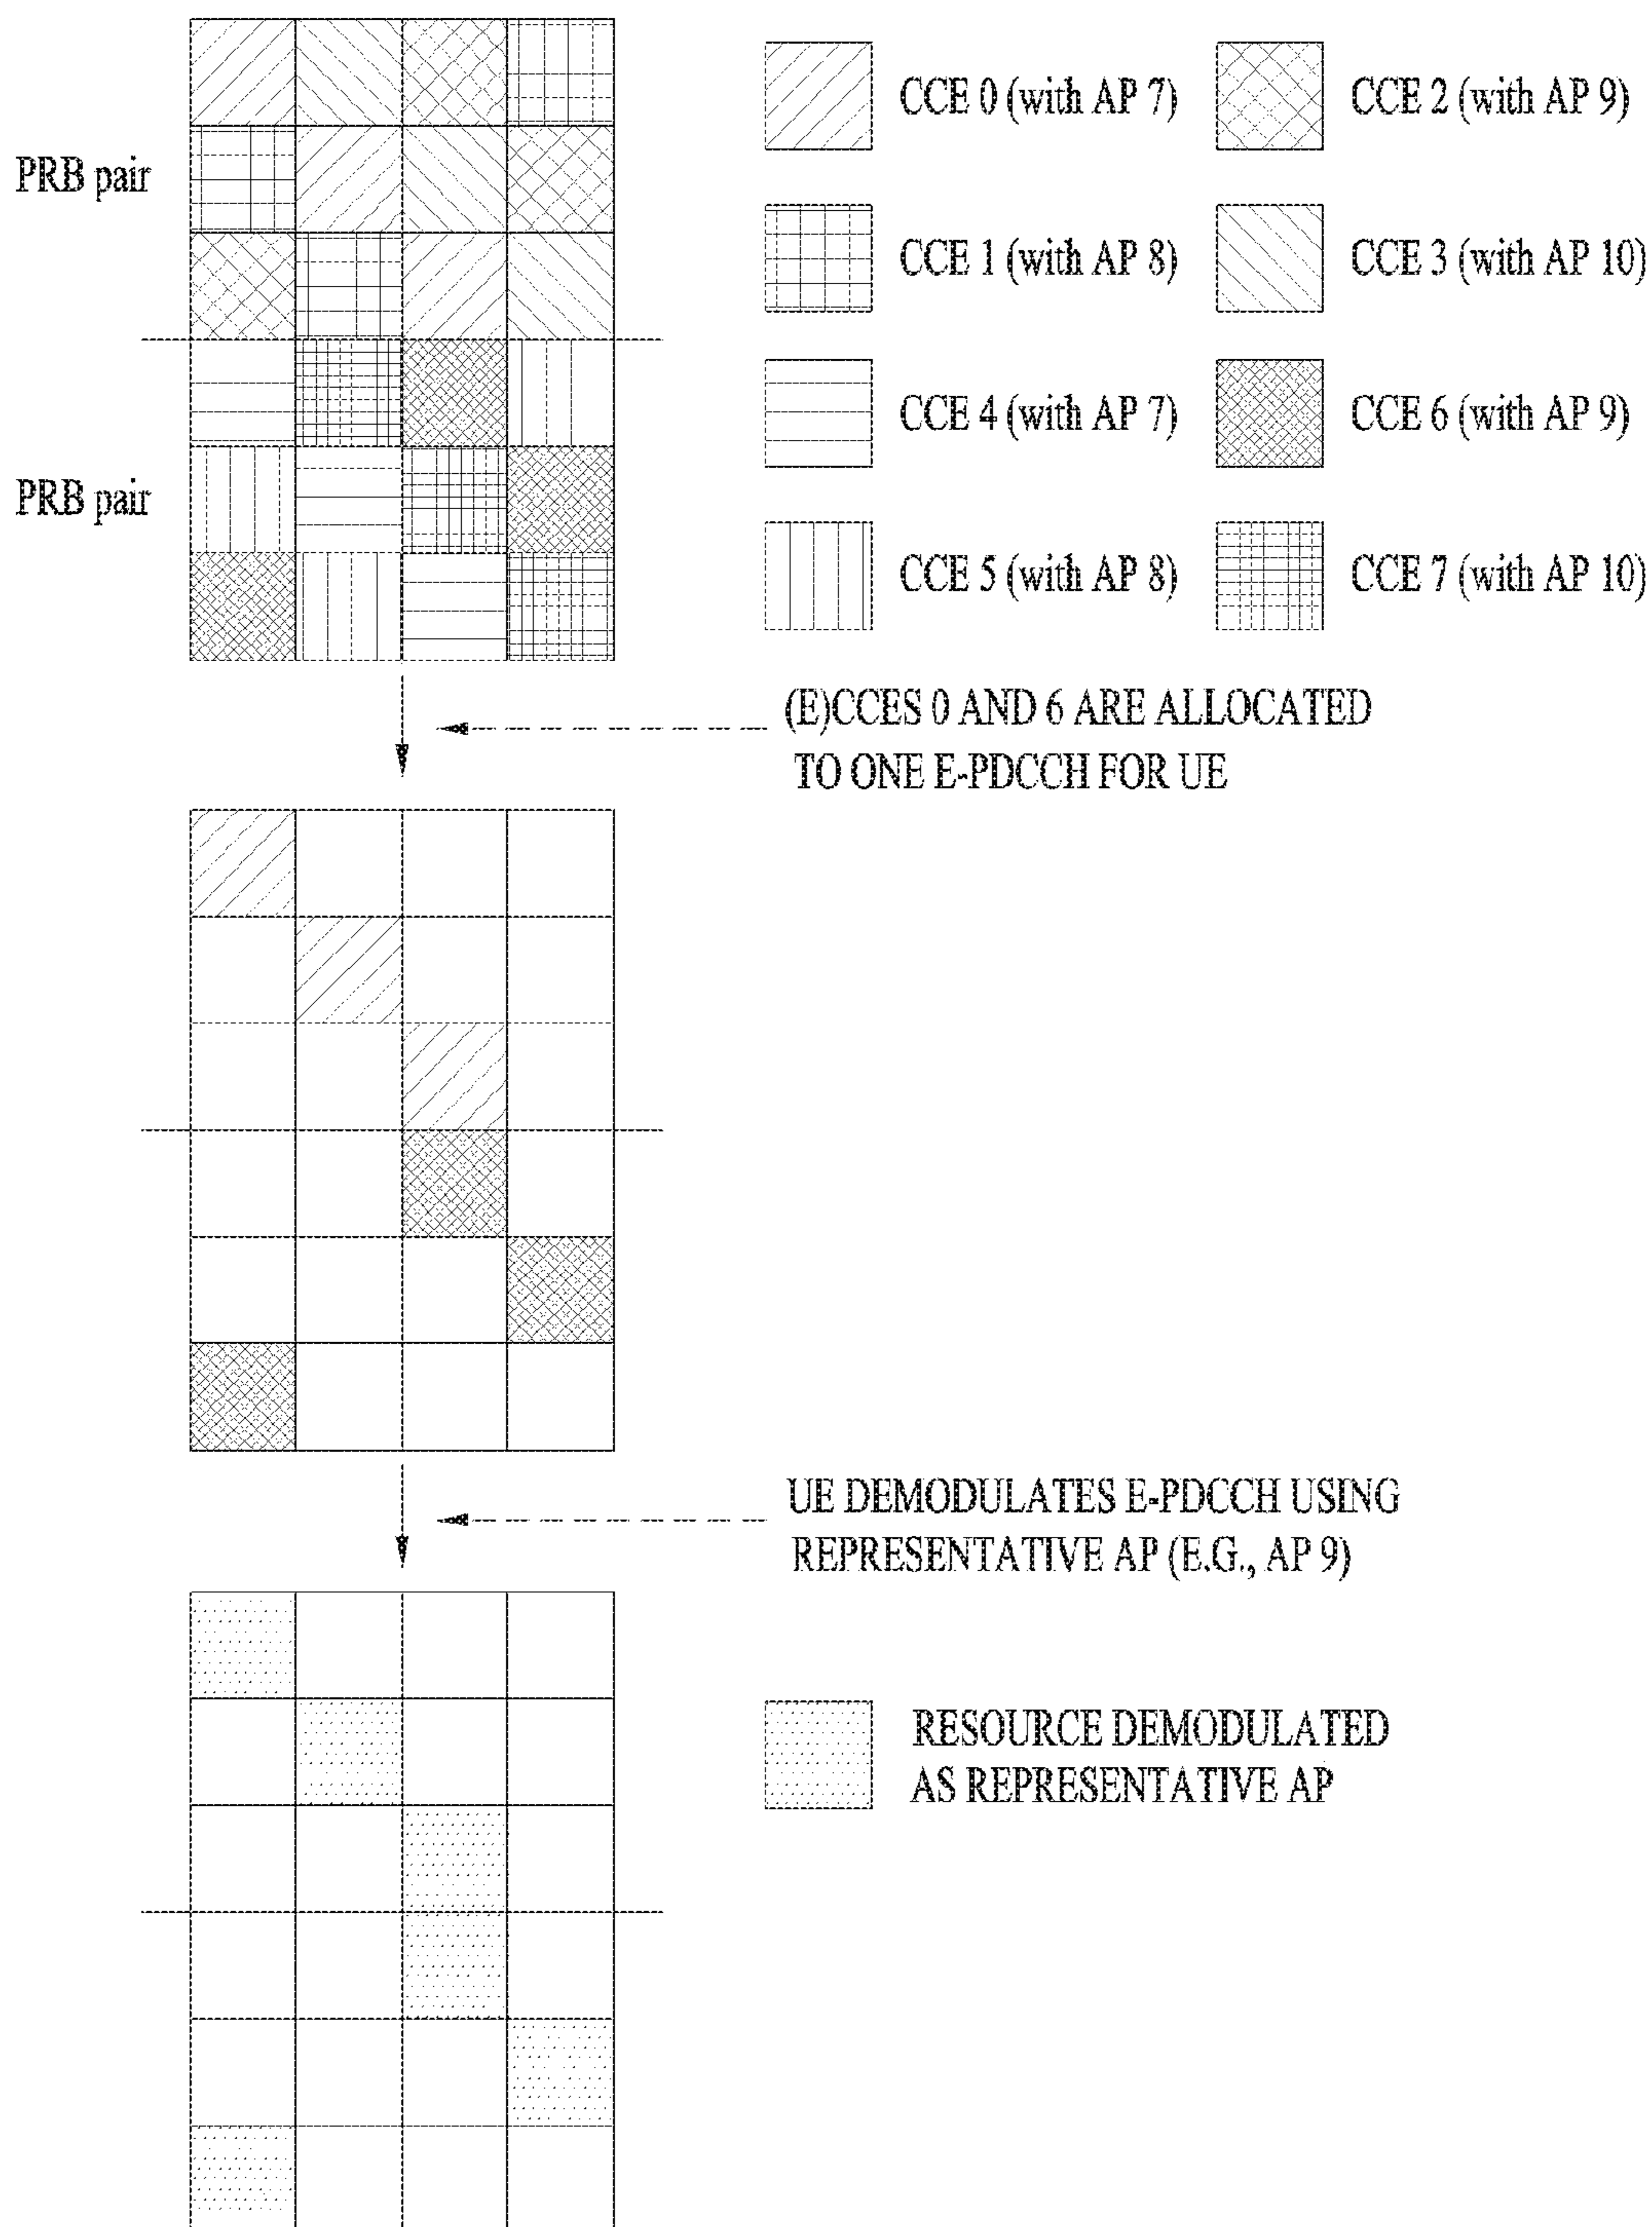 CCE 0 (with AP 7)
CCE 2 (with AP 9)
PRB pair
CCE 1 (with AP 8)
CCE 3 (with AP 10)
CCE 4 (with AP 7)
CCE 6 (with AP 9)
PRB pair
CCE 5 (with AP 8)
CCE 7 (with AP 10)
(E)CCES 0 AND 6 ARE ALLOCATED
TO ONE E-PDCCH FOR UE
UE DEMODULATES E-PDCCH USING
REPRESENTATIVE AP (E.G., AP 9)
RESOURCE DEMODULATED
AS REPRESENTATIVE AP